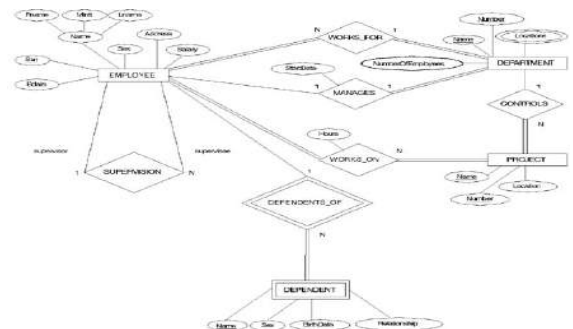 Fname Minit Lname
Number
Address
Locations
Name
Sex
Salary
N
WORKS_FOR
1
Name
Ssn
StartDate
NumberOfEmployees
DEPARTMENT
EMPLOYEE
Bdate
1
MANAGES
1
1
CONTROLS
Hours
N
supervisor
supervisee
WORKS_ON
N
PROJECT
1
SUPERVISION
N
1
Name
Location
Number
DEPENDENTS_OF
N
DEPENDENT
Name
Sex
BirthDate
Relationship